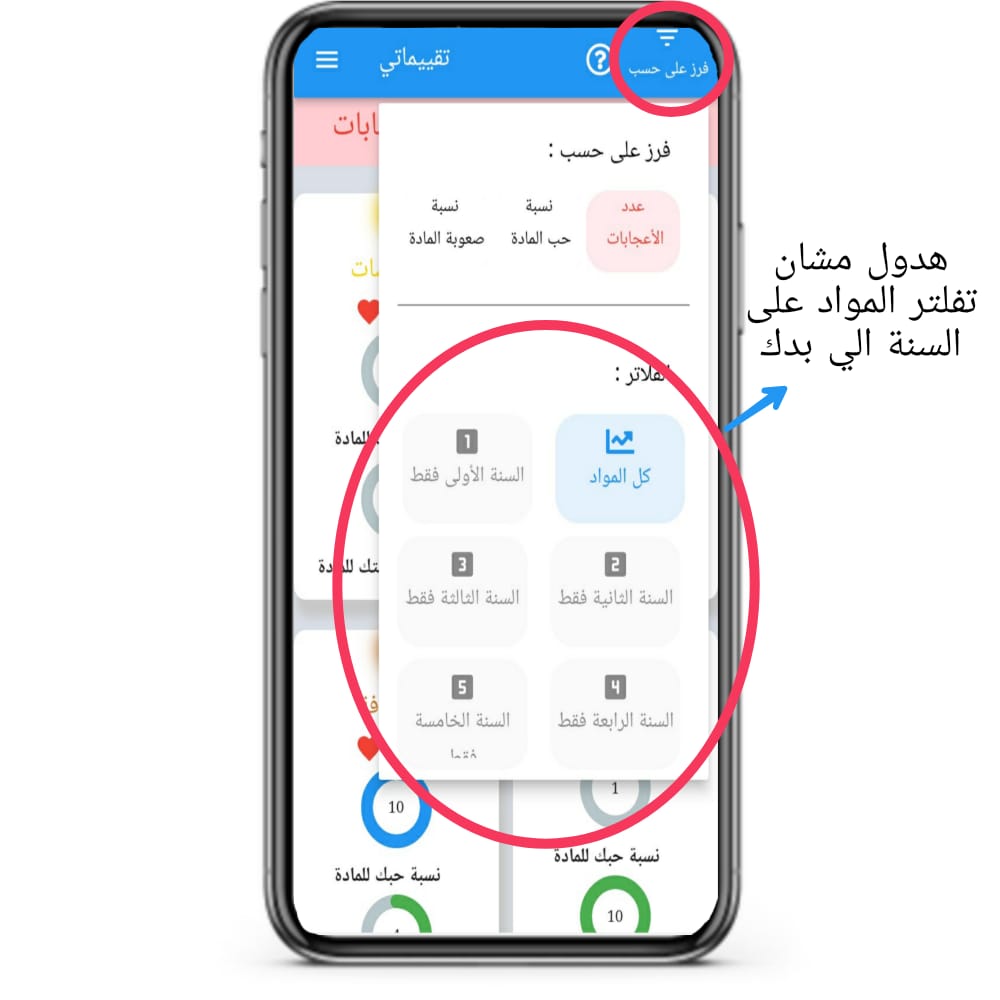 تقييماتي
فرز على حسب
ابات
فرز على حسب :
عدد
الأعجابات
نسبة
حب المادة
نسبة
صعوبة المادة
الفلاتر :
كل المواد
1
السنة الأولى فقط
2
السنة الثانية فقط
3
السنة الثالثة فقط
4
السنة الرابعة فقط
5
السنة الخامسة
فقط
هدول مشان
تفلتر المواد على
السنة الي بدك
للمادة
1
10
نسبة حبك للمادة
نسبة حبك للمادة
10